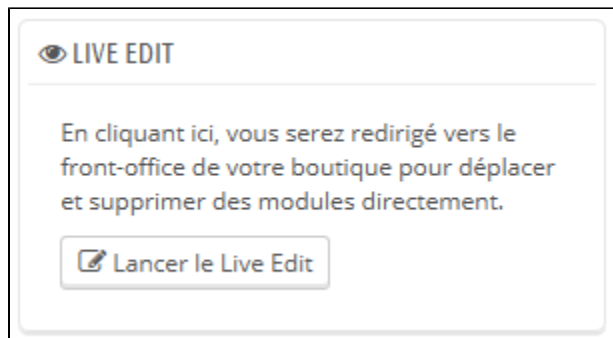 LIVE EDIT
En cliquant ici, vous serez redirigé vers le
front-office de votre boutique pour déplacer
et supprimer des modules directement.
Lancer le Live Edit